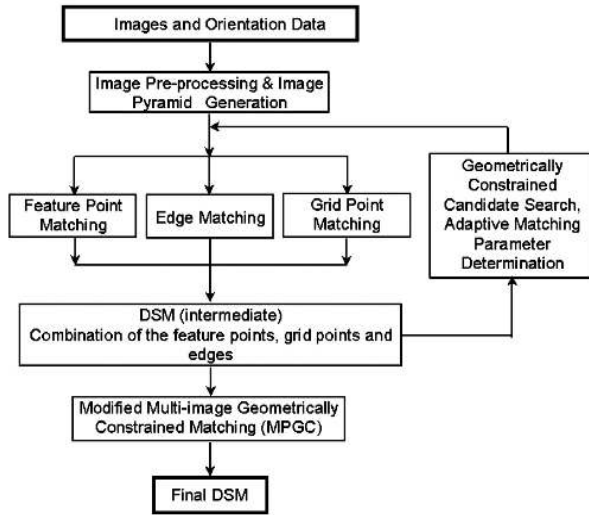 Images and Orientation Data
Image Pre-processing & Image
Pyramid Generation
Feature Point
Matching
Edge Matching
Grid Point
Matching
Geometrically
Constrained
Candidate Search,
Adaptive Matching
Parameter
Determination
DSM (intermediate)
Combination of the feature points, grid points and
edges
Modified Multi-image Geometrically
Constrained Matching (MPGC)
Final DSM